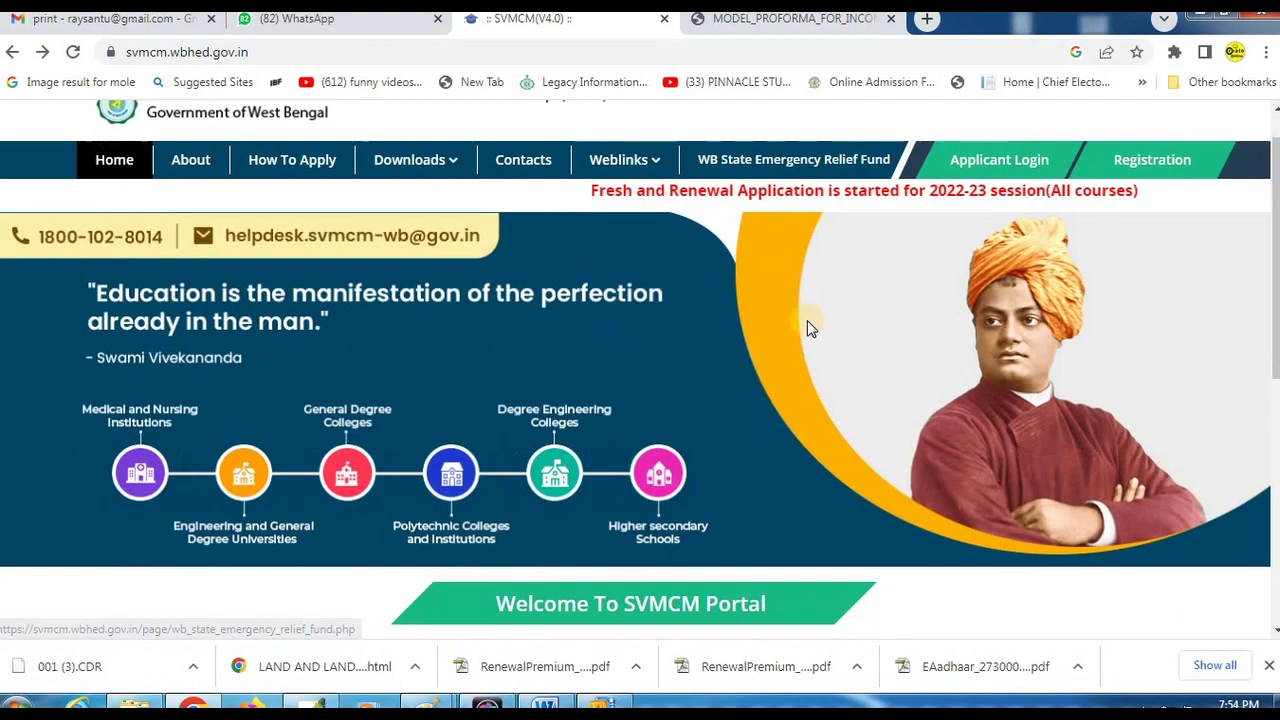 print - raysantu@gmail.com - Gn
(82) WhatsApp
:: SVMCM(V4.0) ::
MODEL_PROFORMA_FOR_INCON
svmcm.wbhed.gov.in
Image result for mole
Suggested Sites
(612) funny videos...
New Tab
Legacy Information...
(33) PINNACLE STU...
Online Admission F...
Home | Chief Electo...
»
Other bookmarks
Government of West Bengal
Home
About
How To Apply
Downloads
Contacts
Weblinks
WB State Emergency Relief Fund
Applicant Login
Registration
Fresh and Renewal Application is started for 2022-23 session(All courses)
1800-102-8014
helpdesk.svmcm-wb@gov.in
"Education is the manifestation of the perfection
already in the man."
- Swami Vivekananda
Medical and Nursing
Institutions
General Degree
Colleges
Degree Engineering
Colleges
Engineering and General
Degree Universities
Polytechnic Colleges
and Institutions
Higher secondary
Schools
Welcome To SVMCM Portal
https://svmcm.wbhed.gov.in/page/wb_state_emergency_relief_fund.php
001 (3).CDR
LAND AND LAND....html
RenewalPremium_....pdf
RenewalPremium_....pdf
EAadhaar_273000....pdf
Show all
7:54 PM